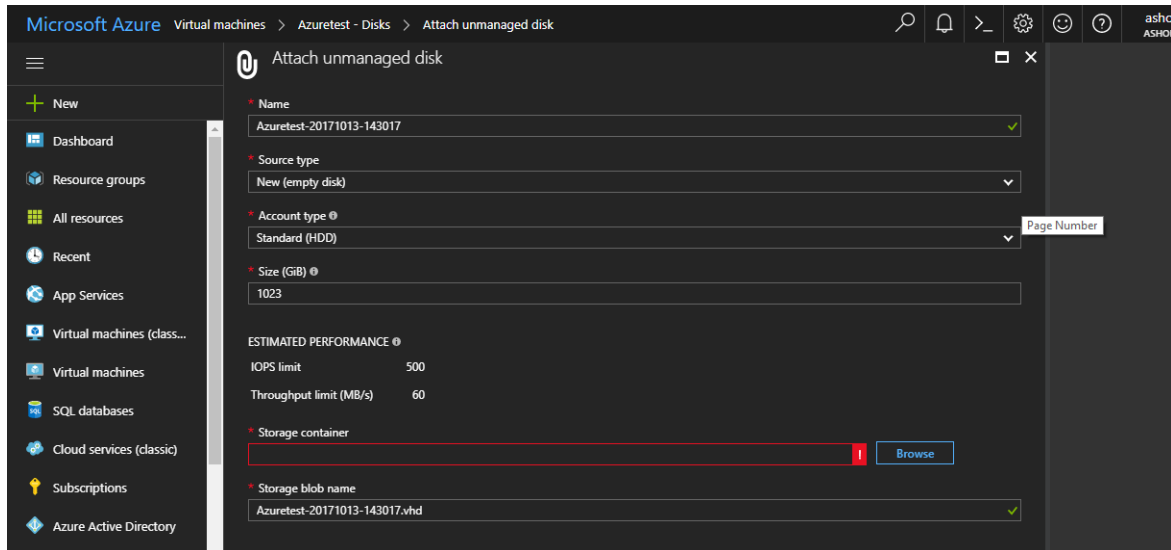 Microsoft Azure Virtual machines > Azuretest - Disks > Attach unmanaged disk
>_
?
ashc
ASHO
Attach unmanaged disk
New
Dashboard
Resource groups
All resources
Recent
App Services
Virtual machines (class...
Virtual machines
SQL databases
Cloud services (classic)
Subscriptions
Azure Active Directory
* Name
Azuretest-20171013-143017
* Source type
New (empty disk)
* Account type
Standard (HDD)
Page Number
* Size (GiB)
1023
ESTIMATED PERFORMANCE
IOPS limit 500
Throughput limit (MB/s) 60
* Storage container
!
Browse
* Storage blob name
Azuretest-20171013-143017.vhd